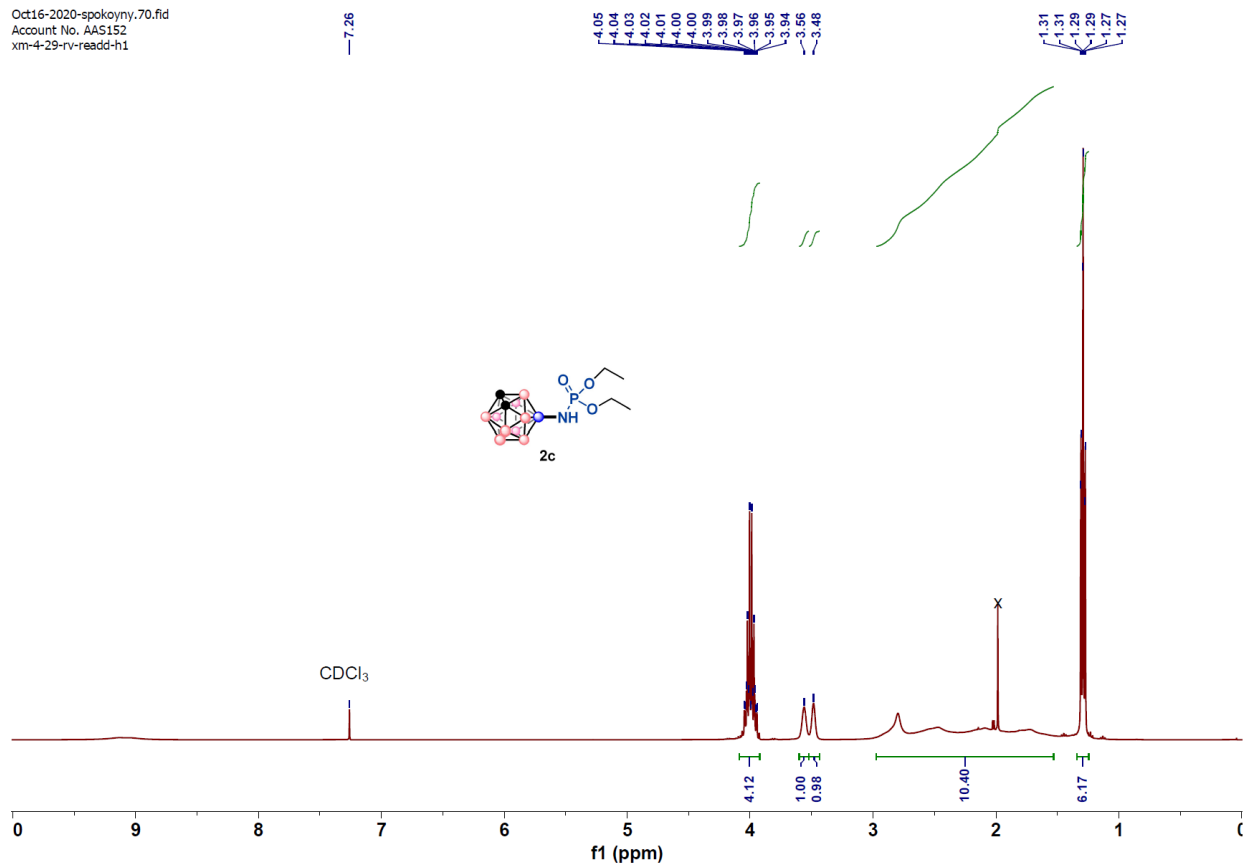 Oct16-2020-spokoyny.70.fid
Account No. AAS152
xm-4-29-rv-readd-h1
7.26
4.05
4.04
4.03
4.02
4.01
4.00
4.00
3.99
3.98
3.97
3.96
3.95
3.94
3.56
3.48
1.31
1.31
1.29
1.29
1.27
1.27
O
P
O
O
NH
2c
X
CDCl₃
4.12
1.00
0.98
10.40
6.17
0 9 8 7 6 5 4 3 2 1 0
f1 (ppm)